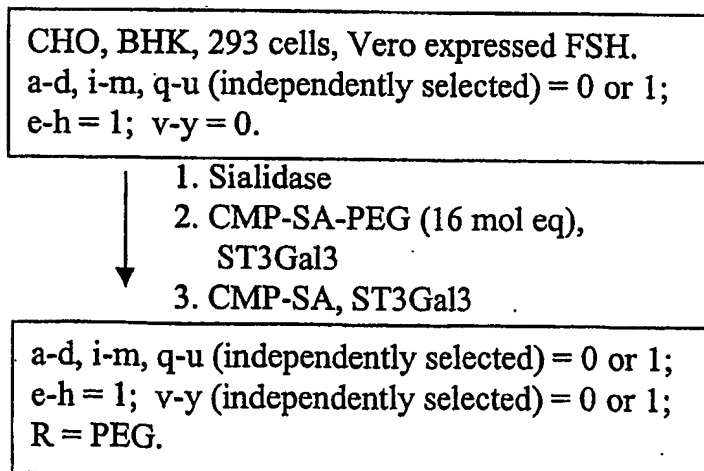 CHO, BHK, 293 cells, Vero expressed FSH.
a-d, i-m, q-u (independently selected) = 0 or 1;
e-h = 1; v-y = 0.
1. Sialidase
2. CMP-SA-PEG (16 mol eq),
ST3Gal3
3. CMP-SA, ST3Gal3
a-d, i-m, q-u (independently selected) = 0 or 1;
e-h = 1; v-y (independently selected) = 0 or 1;
R = PEG.